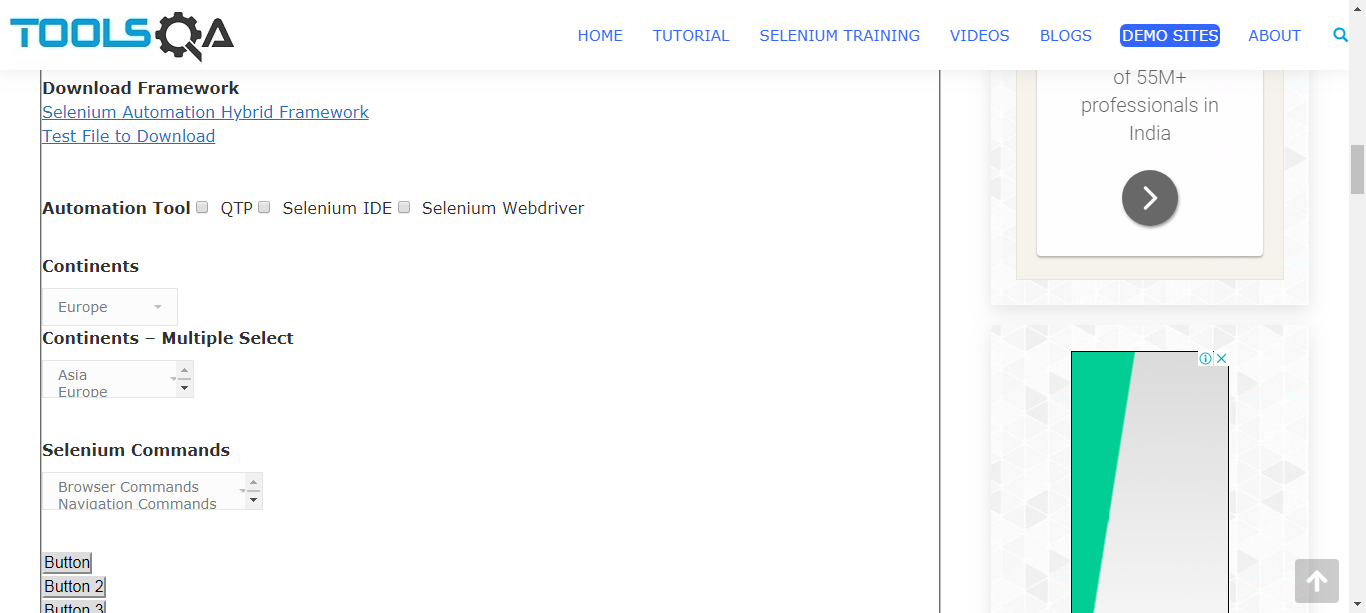 TOOLSQA
HOME TUTORIAL SELENIUM TRAINING VIDEOS BLOGS DEMO SITES ABOUT
Download Framework
Selenium Automation Hybrid Framework
Test File to Download
Automation Tool QTP Selenium IDE Selenium Webdriver
Continents
Europe
Continents – Multiple Select
Asia
Europe
Selenium Commands
Browser Commands
Navigation Commands
Button
Button 2
Button 3
of 55M+
professionals in
India